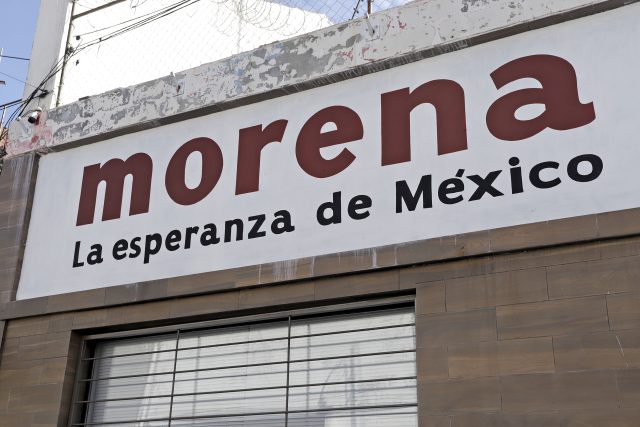 morena
La esperanza de México